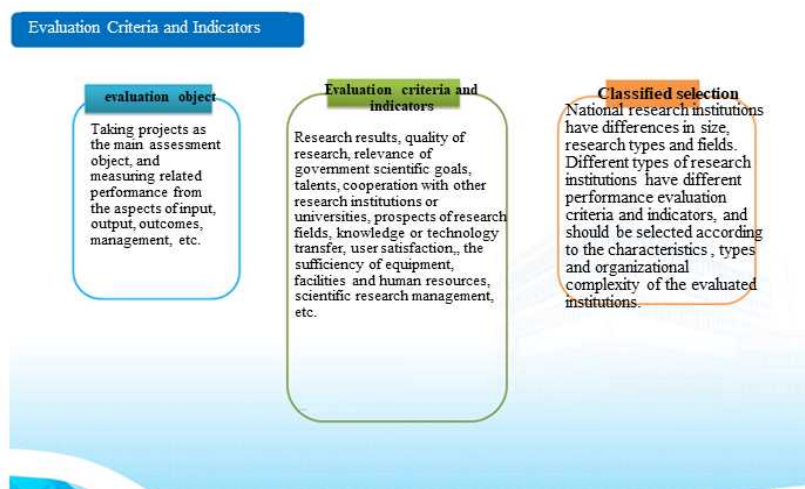 Evaluation Criteria and Indicators
evaluation object
Taking projects as
the main assessment
object, and
measuring related
performance from
the aspects of input,
output, outcomes,
management, etc.
Evaluation criteria and
indicators
Research results, quality of
research, relevance of
government scientific goals,
talents, cooperation with other
research institutions or
universities, prospects of research
fields, knowledge or technology
transfer, user satisfaction,, the
sufficiency of equipment,
facilities and human resources,
scientific research management,
etc.
Classified selection
National research institutions
have differences in size,
research types and fields.
Different types of research
institutions have different
performance evaluation
criteria and indicators, and
should be selected according
to the characteristics , types
and organizational
complexity of the evaluated
institutions.